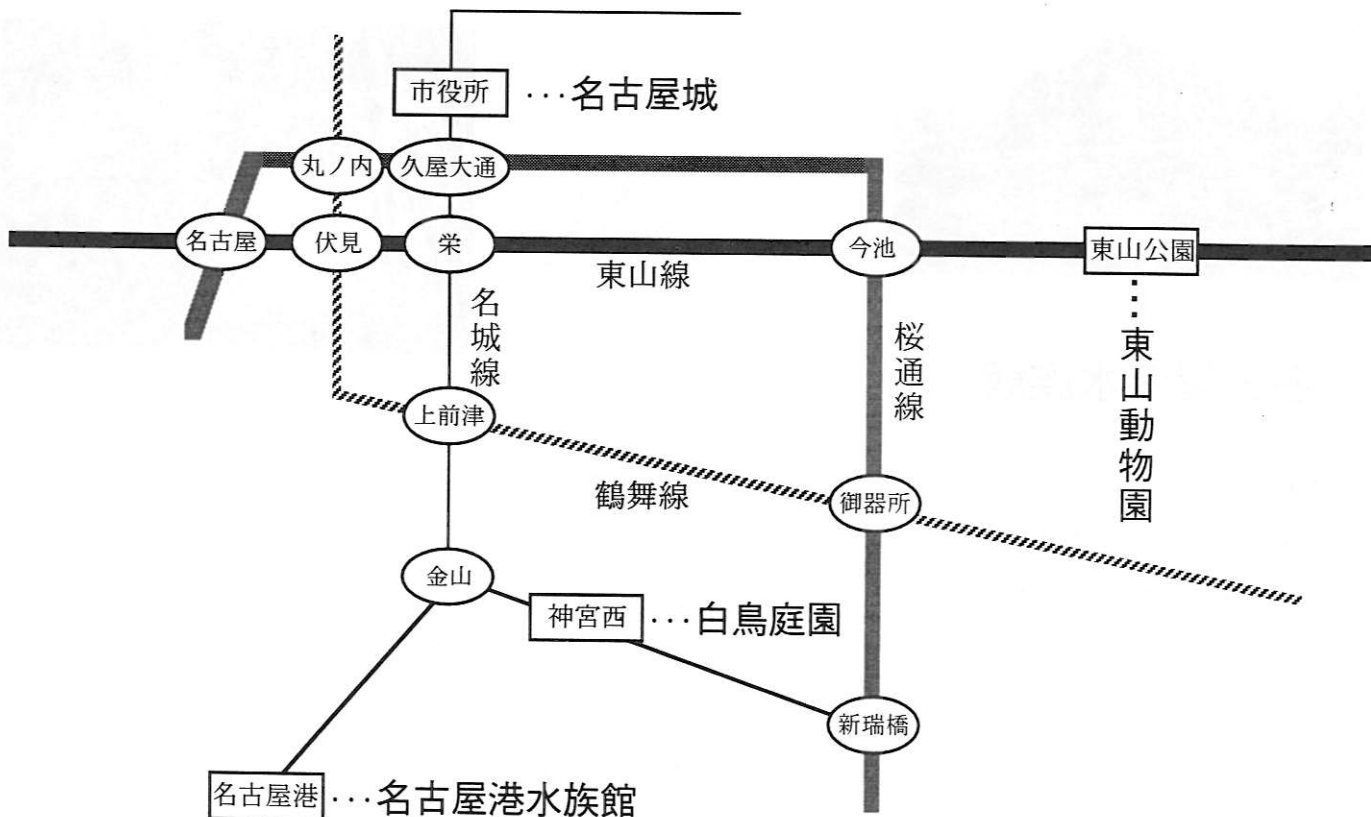 市役所 ···名古屋城
丸ノ内 久屋大通
名古屋 伏見 栄 今池 東山公園
東山線
名城線
桜通線
···東山動物園
上前津
鶴舞線
御器所
金山
神宮西 ···白鳥庭園
新瑞橋
名古屋港 ···名古屋港水族館